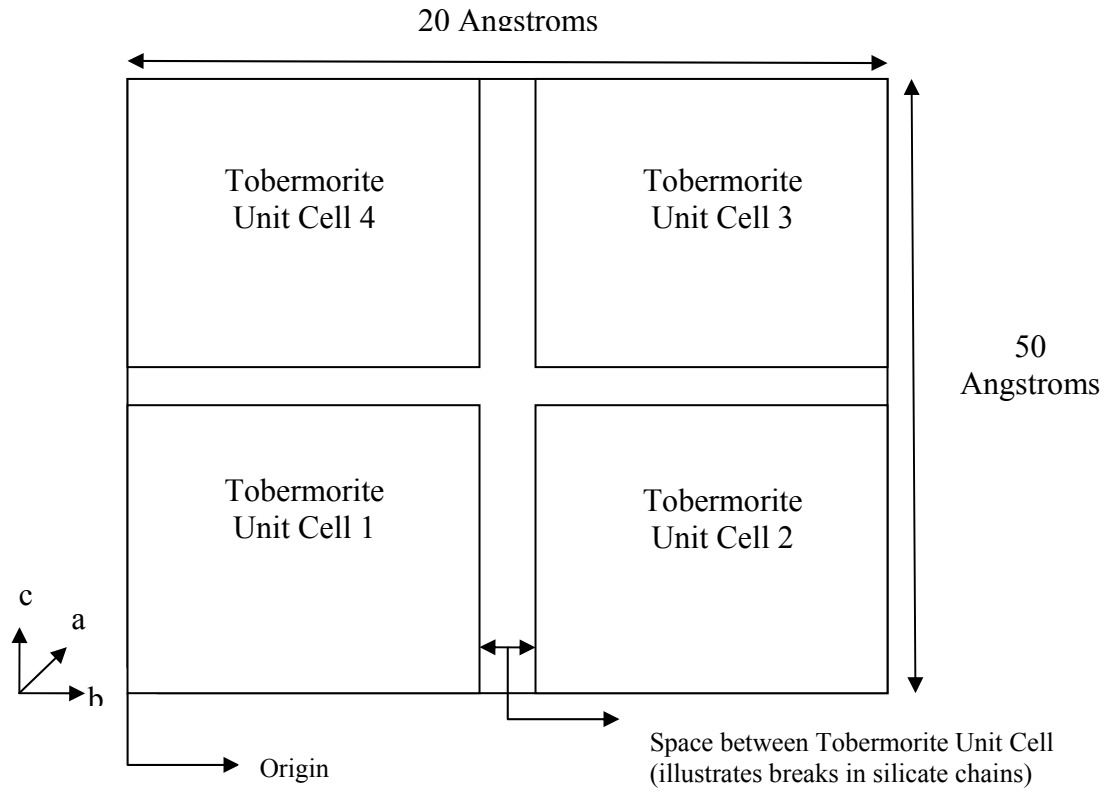 20 Angstroms
Tobermorite
Unit Cell 4
Tobermorite
Unit Cell 3
50
Angstroms
Tobermorite
Unit Cell 1
Tobermorite
Unit Cell 2
c
a
b
Origin
Space between Tobermorite Unit Cell
(illustrates breaks in silicate chains)